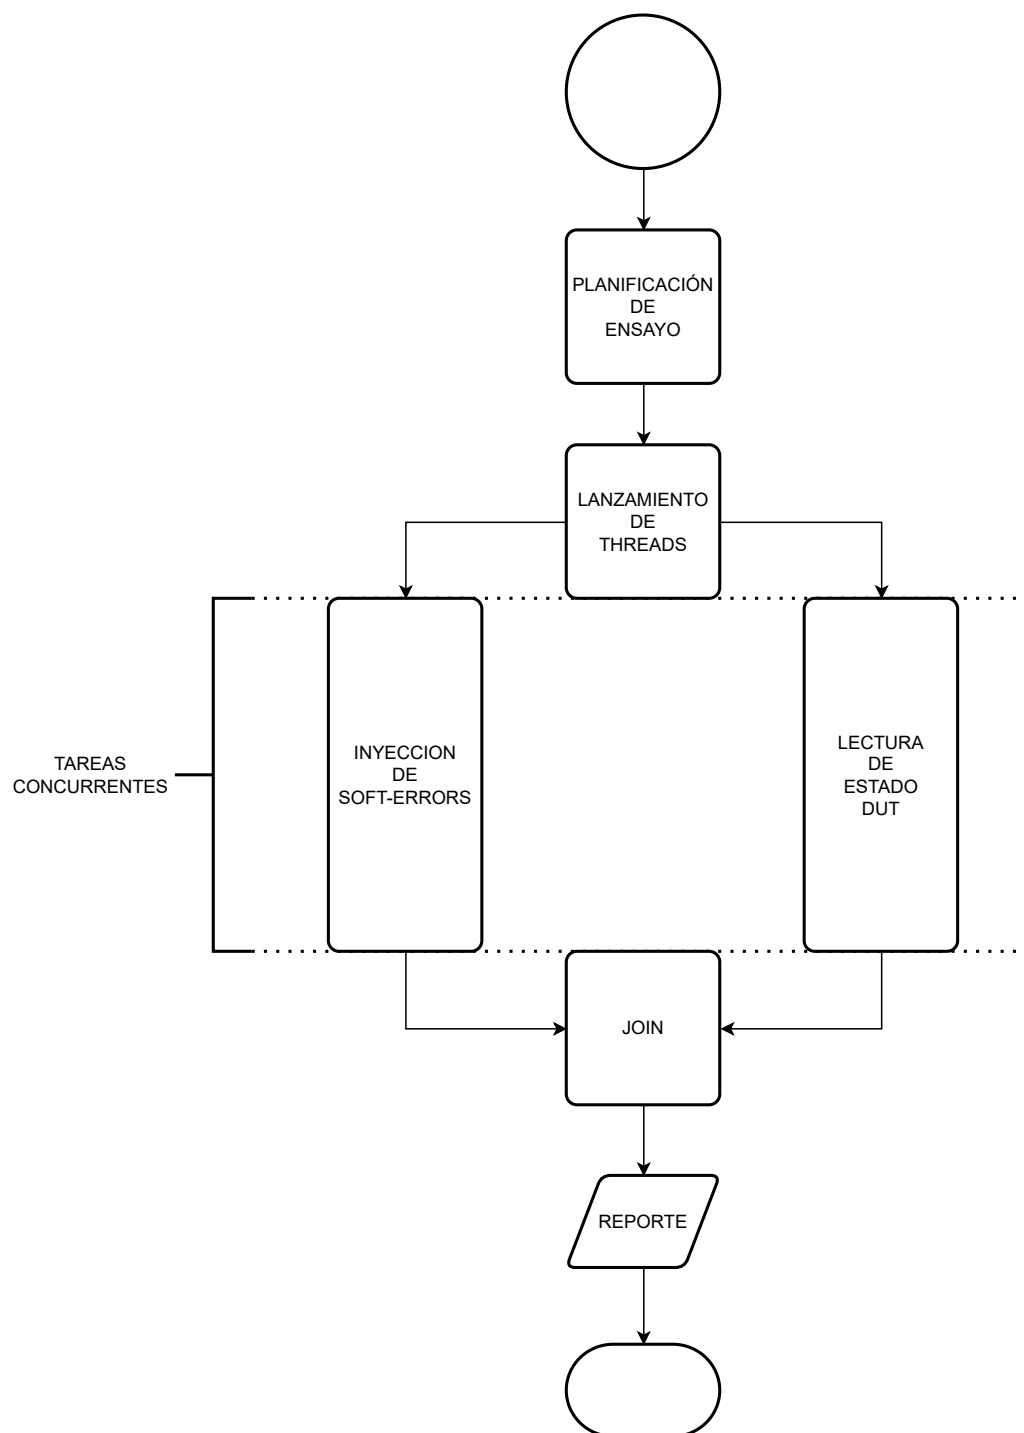 PLANIFICACIÓN
DE
ENSAYO
LANZAMIENTO
DE
THREADS
TAREAS
CONCURRENTES
INYECCION
DE
SOFT-ERRORS
LECTURA
DE
ESTADO
DUT
JOIN
REPORTE